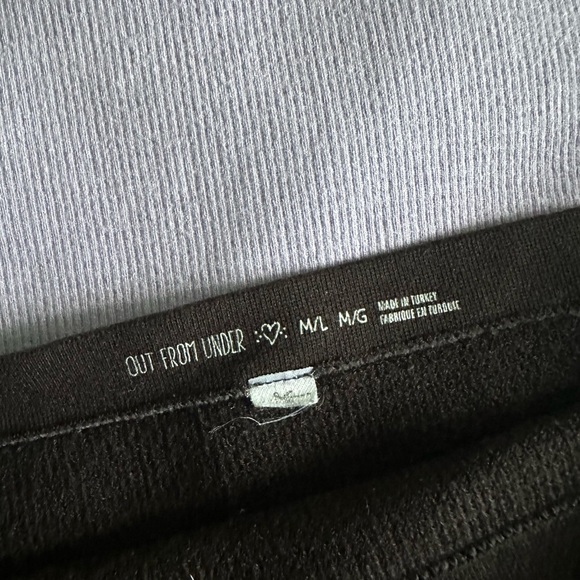 OUT FROM UNDER M/L M/G MADE IN TURKEY
FABRIQUE EN TURQUIE